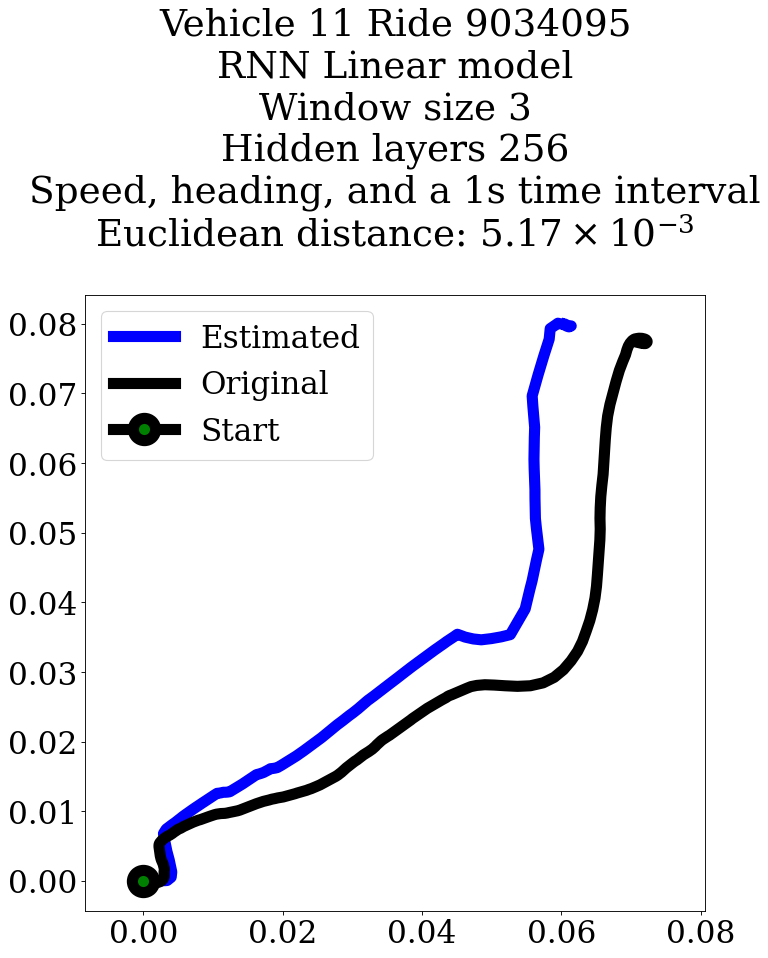 Vehicle 11 Ride 9034095
RNN Linear model
Window size 3
Hidden layers 256
Speed, heading, and a 1s time interval
Euclidean distance: 5.17 × 10⁻³
Estimated
Original
Start
0.08
0.07
0.06
0.05
0.04
0.03
0.02
0.01
0.00
0.00 0.02 0.04 0.06 0.08